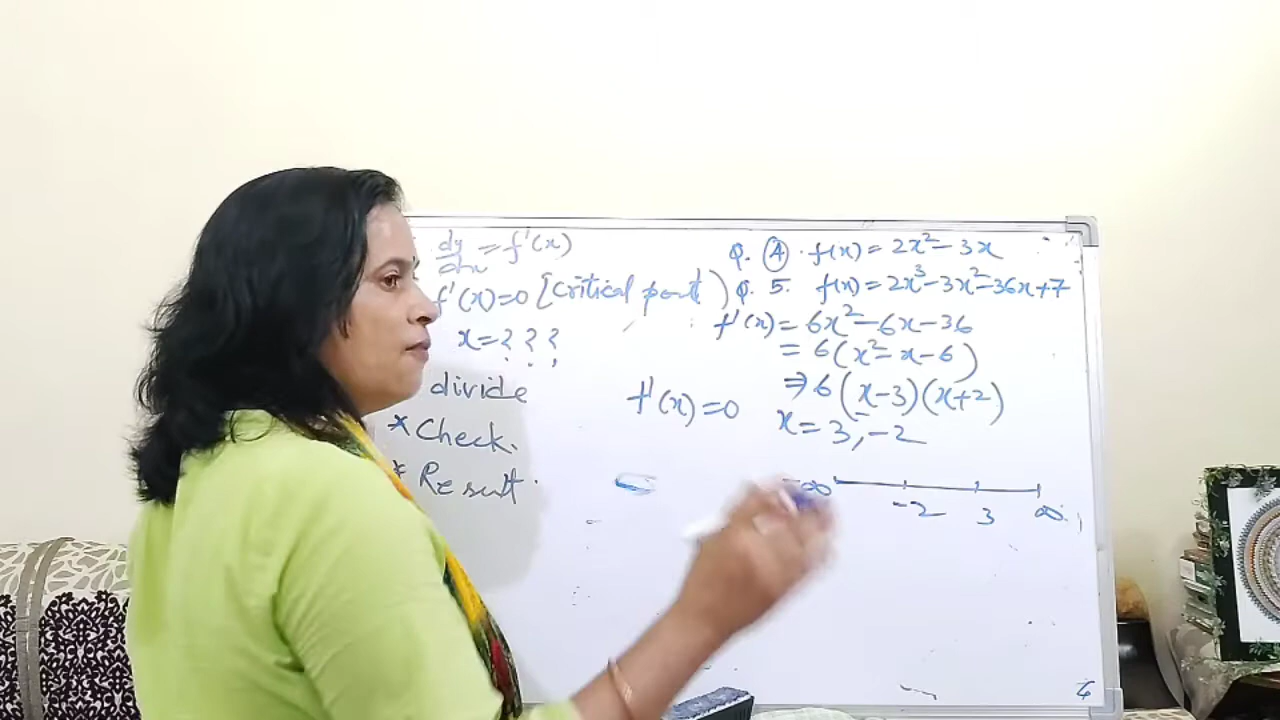 dy/dx = f'(x)
f'(x)=0 [Critical point)
x=? ? ?
divide
* Check.
* Result.
Q. ④ . f(x) = 2x² - 3x
Q. 5. f(x) = 2x³-3x²-36x+7
f'(x) = 6x²-6x-36
= 6(x²-x-6)
⇒ 6(x-3)(x+2)
f'(x)=0
x= 3, -2
-∞ -2 3 ∞